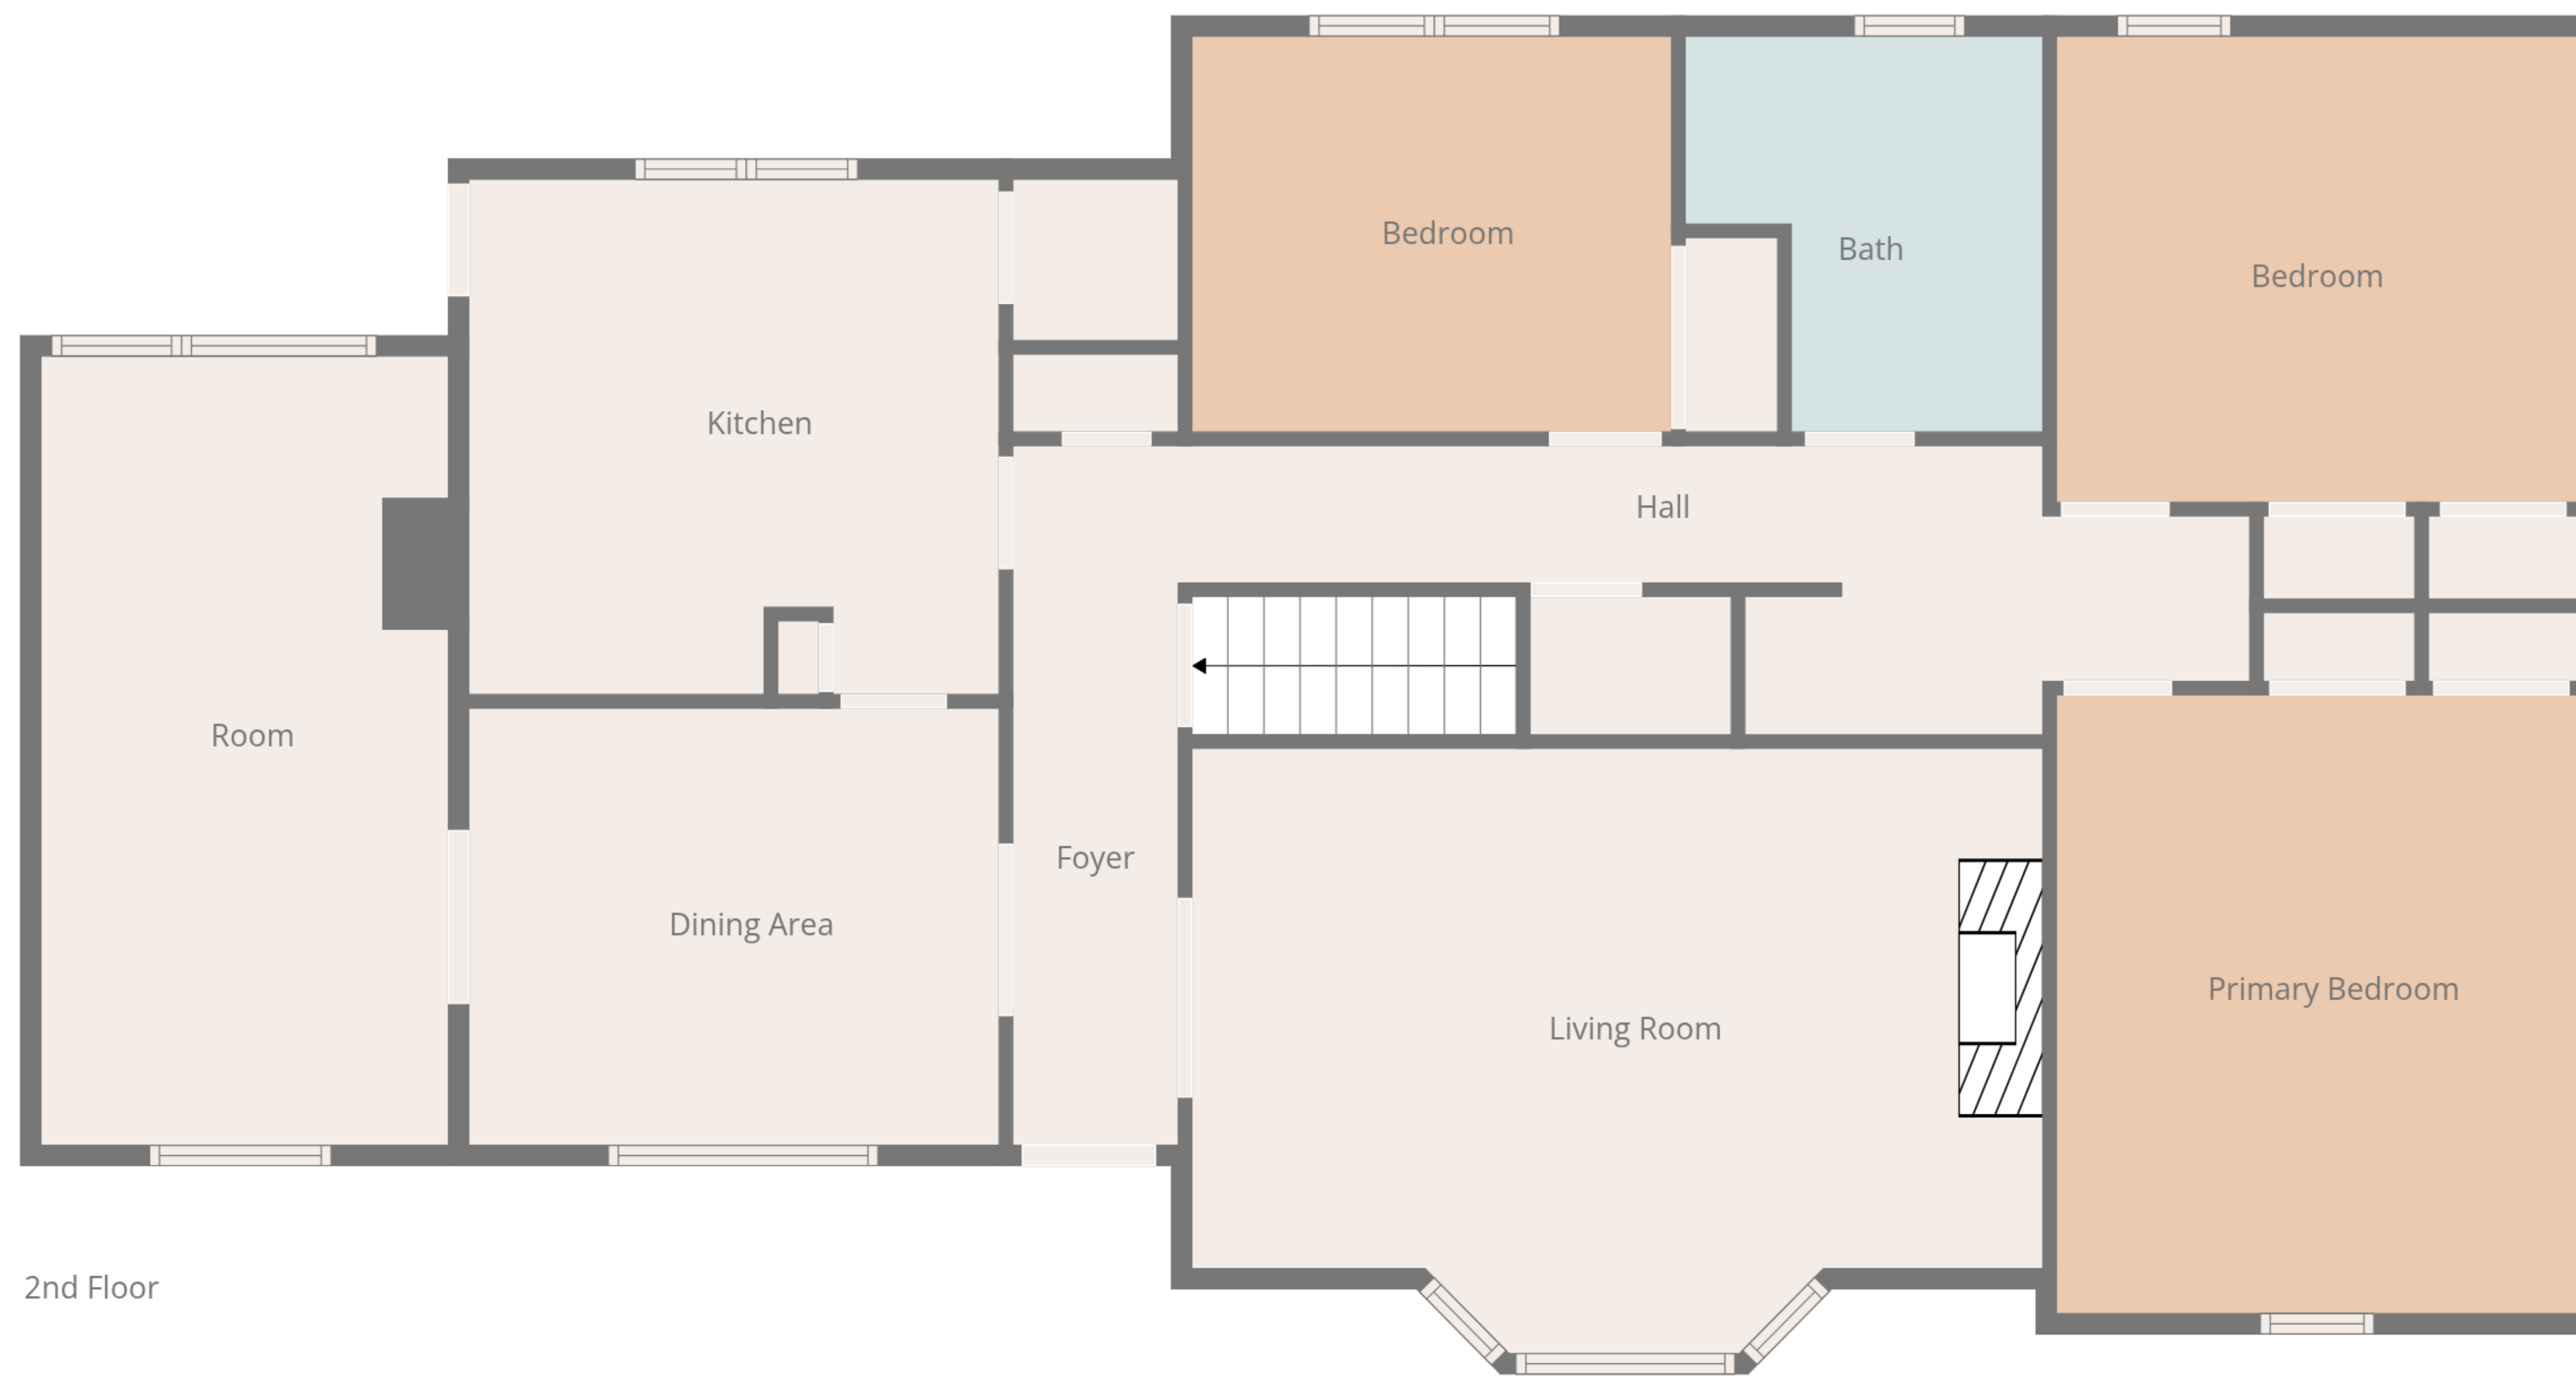 Bedroom
Bath
Bedroom
Kitchen
Hall
Room
Foyer
Dining Area
Primary Bedroom
Living Room
2nd Floor